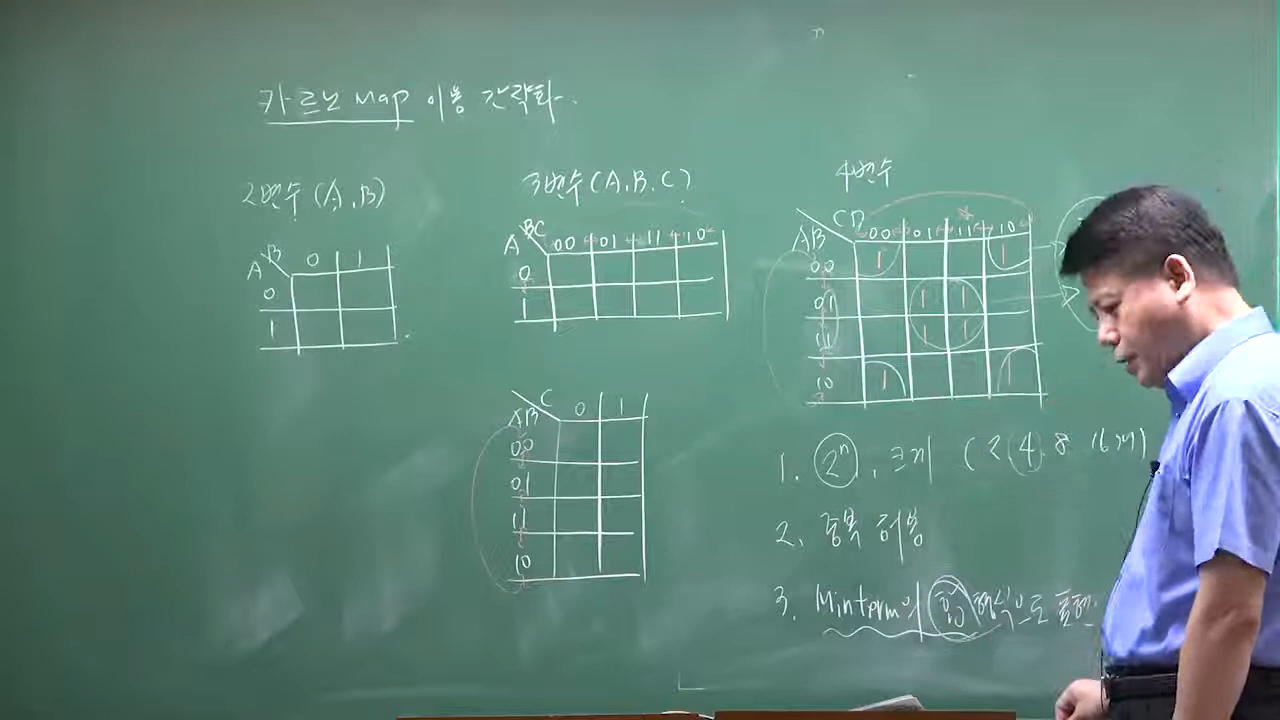 카르노 Map 이용 간략화.
2변수 (A, B)
B
A 0 1
0
1
3변수 (A, B, C)
BC
A 00 01 11 10
0
1
C
AB 0 1
00
01
11
10
4변수
CD
AB 00 01 11 10
00 1 1
01 1 1
11 1 1
10 1 1
1. 2ⁿ, 크게 (2 4 8 16개)
2. 중복 허용
3. Minterm의 합형식으로 표현